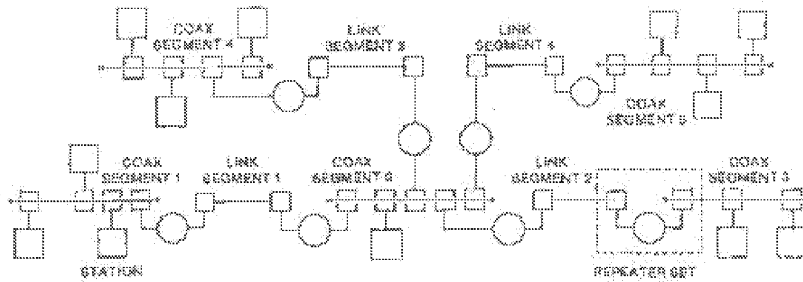 COAX
SEGMENT 4
LINK
SEGMENT 3
LINK
SEGMENT 4
COAX
SEGMENT 5
COAX
SEGMENT 1
LINK
SEGMENT 1
COAX
SEGMENT
LINK
SEGMENT 2
COAX
SEGMENT 3
STATION
REPEATER SET